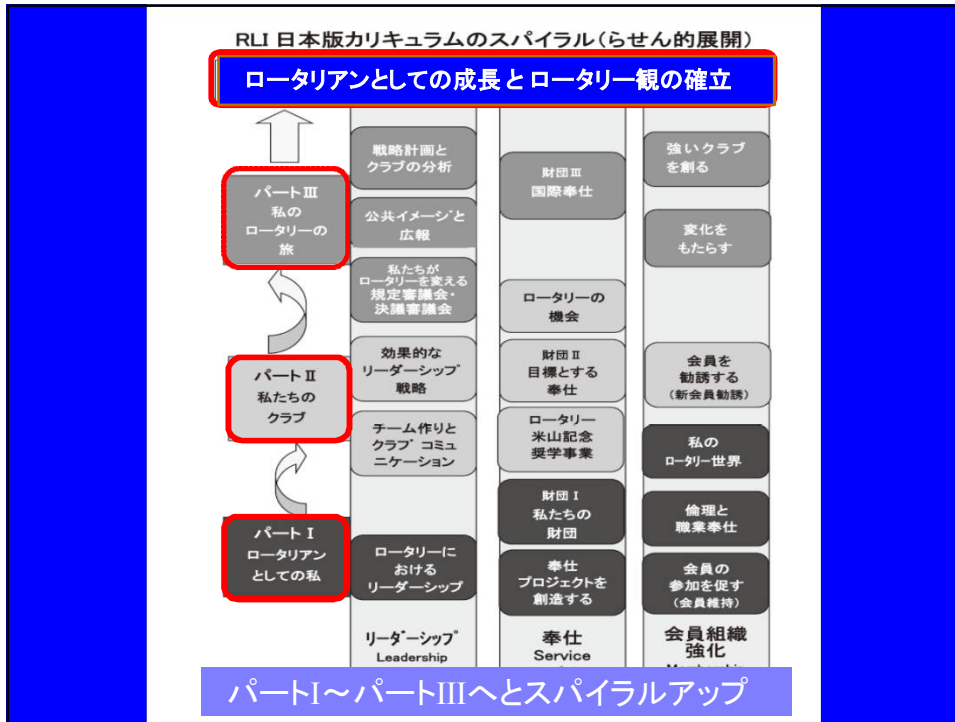 RLI 日本版カリキュラムのスパイラル(らせん的展開)
ロータリアンとしての成長とロータリー観の確立
パートⅢ
私の
ロータリーの
旅
パートⅡ
私たちの
クラブ
パートⅠ
ロータリアン
としての私
戦略計画と
クラブの分析
公共イメージと
広報
私たちが
ロータリーを変える
規定審議会・
決議審議会
効果的な
リーダーシップ
戦略
チーム作りと
クラブ コミュ
ニケーション
ロータリーに
おける
リーダーシップ
リーダーシップ
Leadership
財団Ⅲ
国際奉仕
ロータリーの
機会
財団Ⅱ
目標とする
奉仕
ロータリー
米山記念
奨学事業
財団Ⅰ
私たちの
財団
奉仕
プロジェクトを
創造する
奉仕
Service
強いクラブ
を創る
変化を
もたらす
会員を
勧誘する
(新会員勧誘)
私の
ロータリー世界
倫理と
職業奉仕
会員の
参加を促す
(会員維持)
会員組織
強化
パートI~パートIIIへとスパイラルアップ